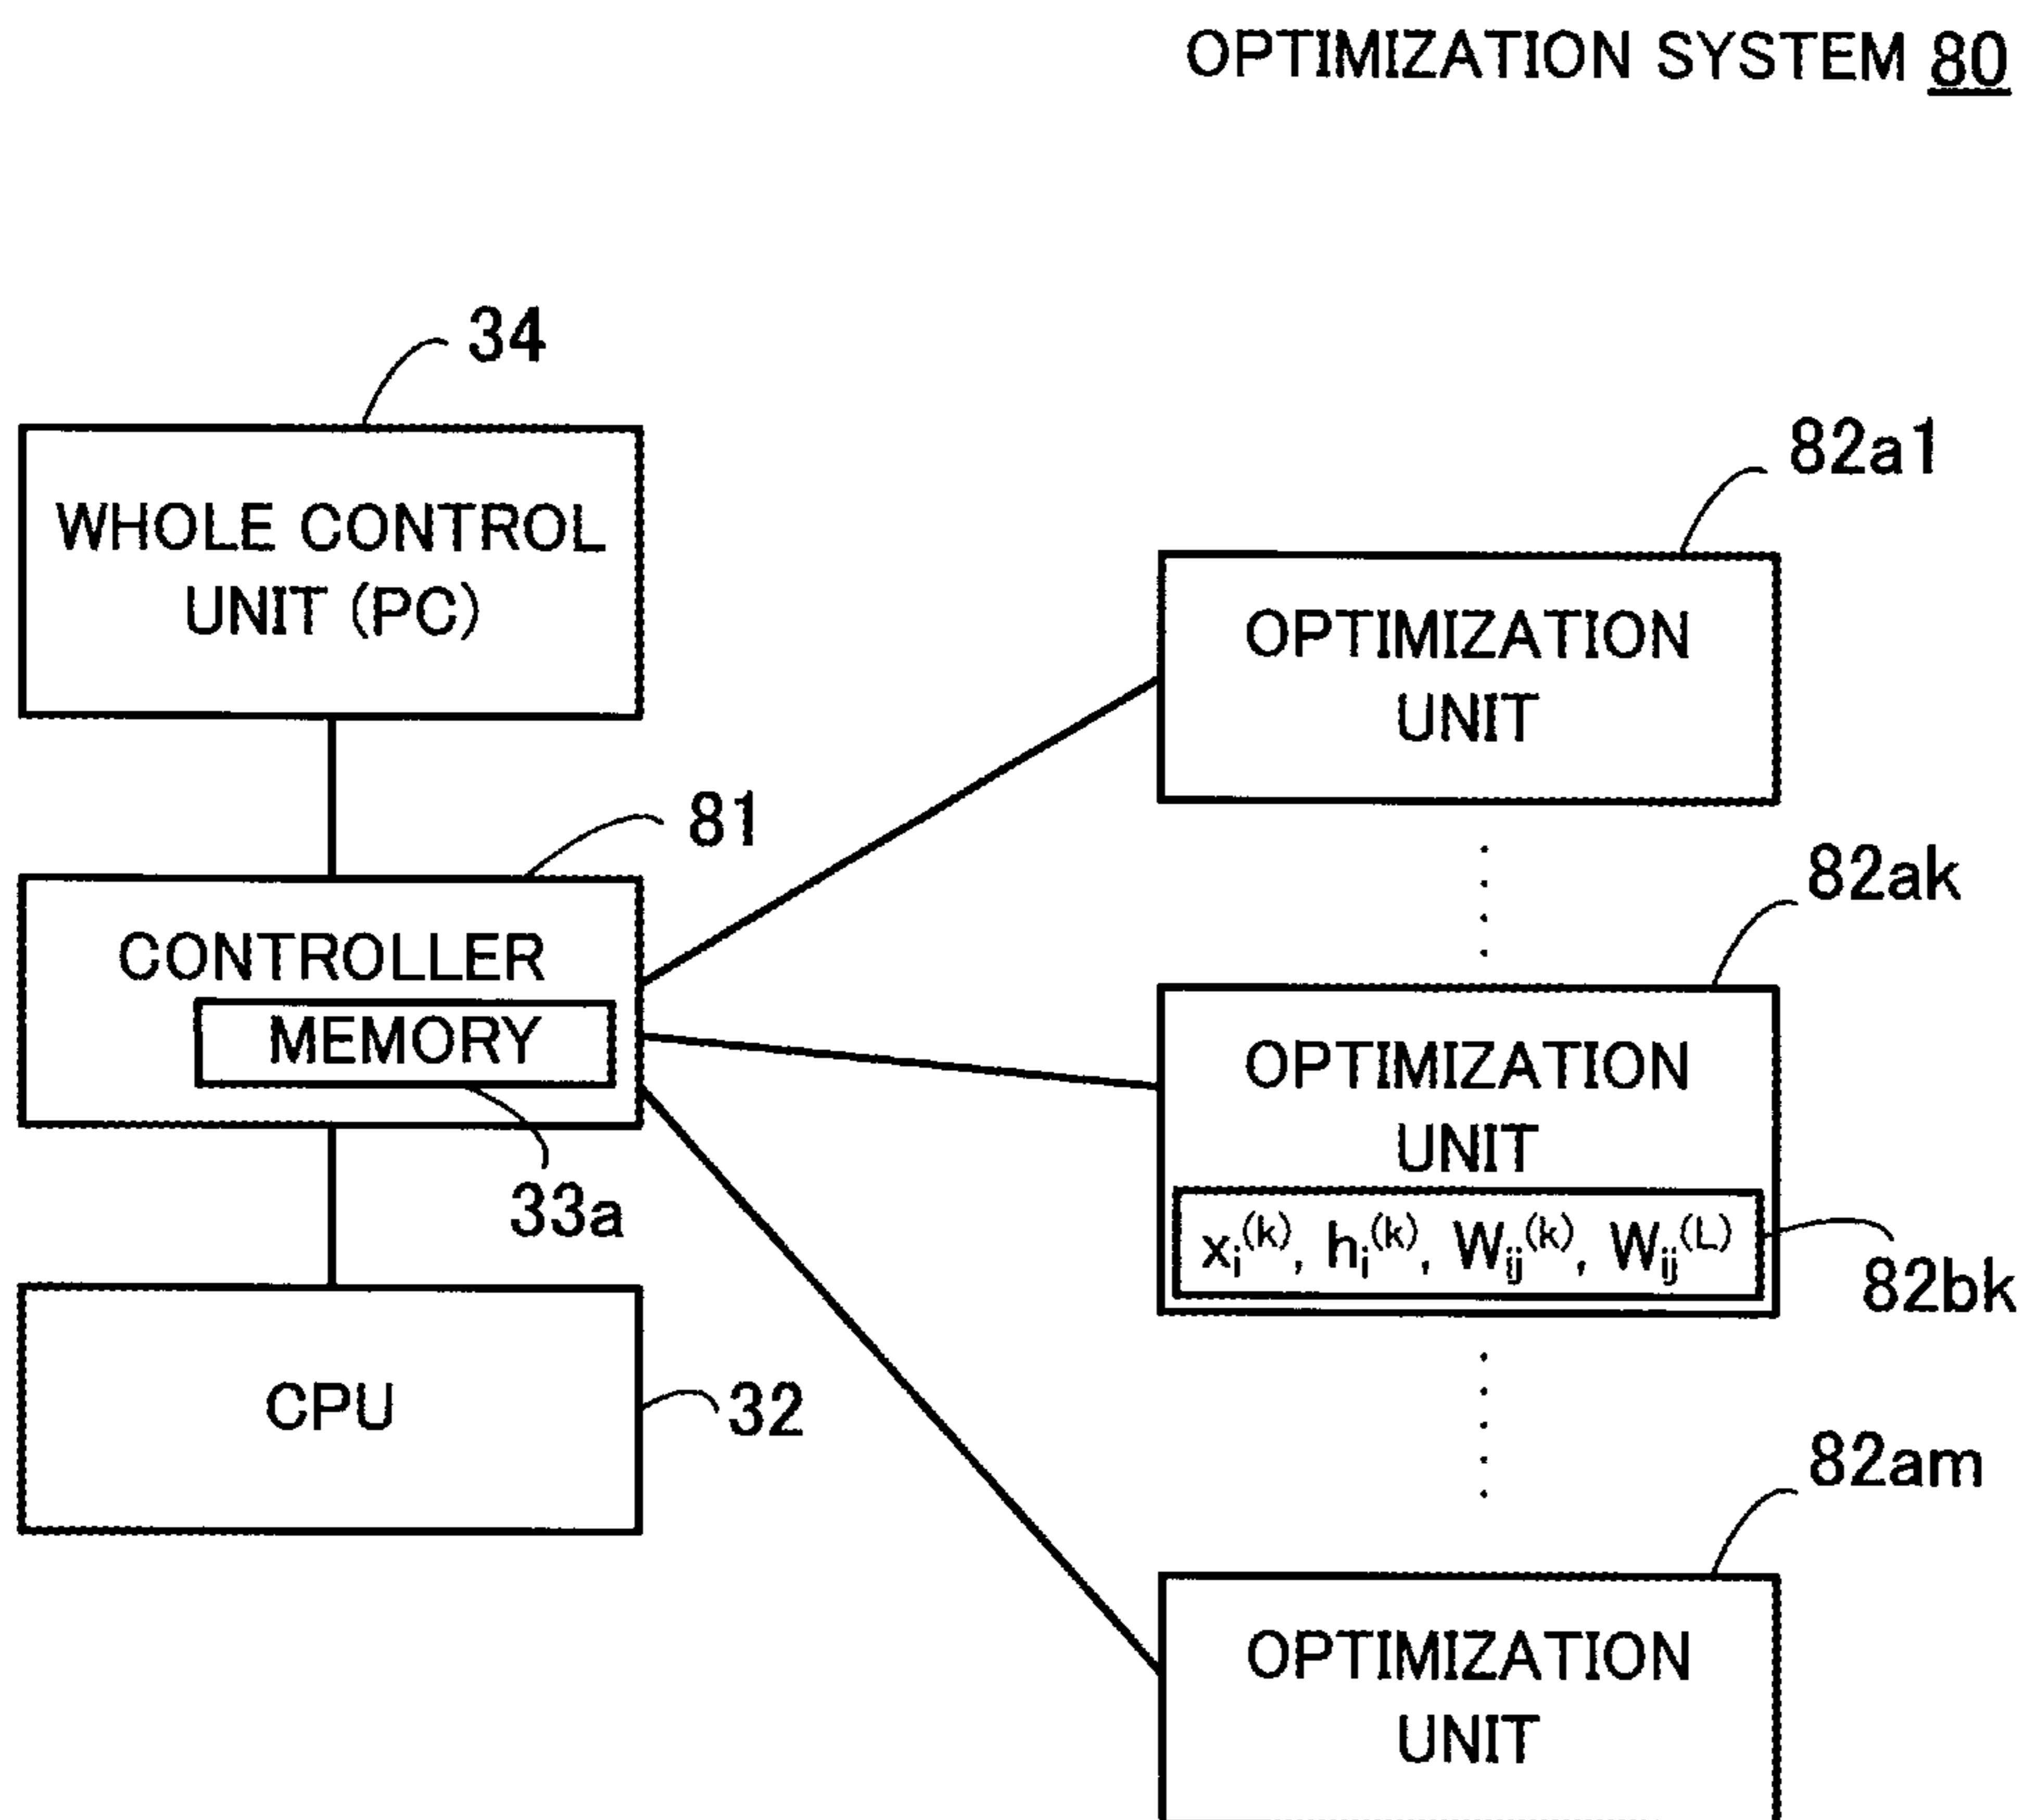 OPTIMIZATION SYSTEM 80
34
WHOLE CONTROL
UNIT (PC)
81
CONTROLLER
MEMORY
33a
CPU
32
82a1
OPTIMIZATION
UNIT
82ak
OPTIMIZATION
UNIT
xᵢ⁽ᵏ⁾, hᵢ⁽ᵏ⁾, Wᵢⱼ⁽ᵏ⁾, Wᵢⱼ⁽ᴸ⁾
82bk
82am
OPTIMIZATION
UNIT